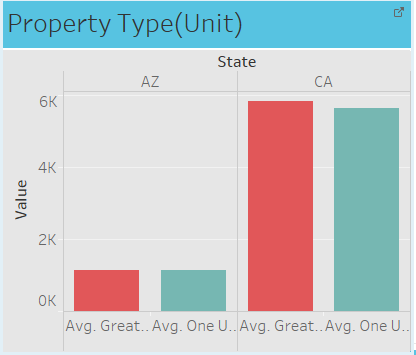 Property Type(Unit)
State
AZ CA
6K
4K
2K
0K
Value
Avg. Great.. Avg. One U.. Avg. Great.. Avg. One U..